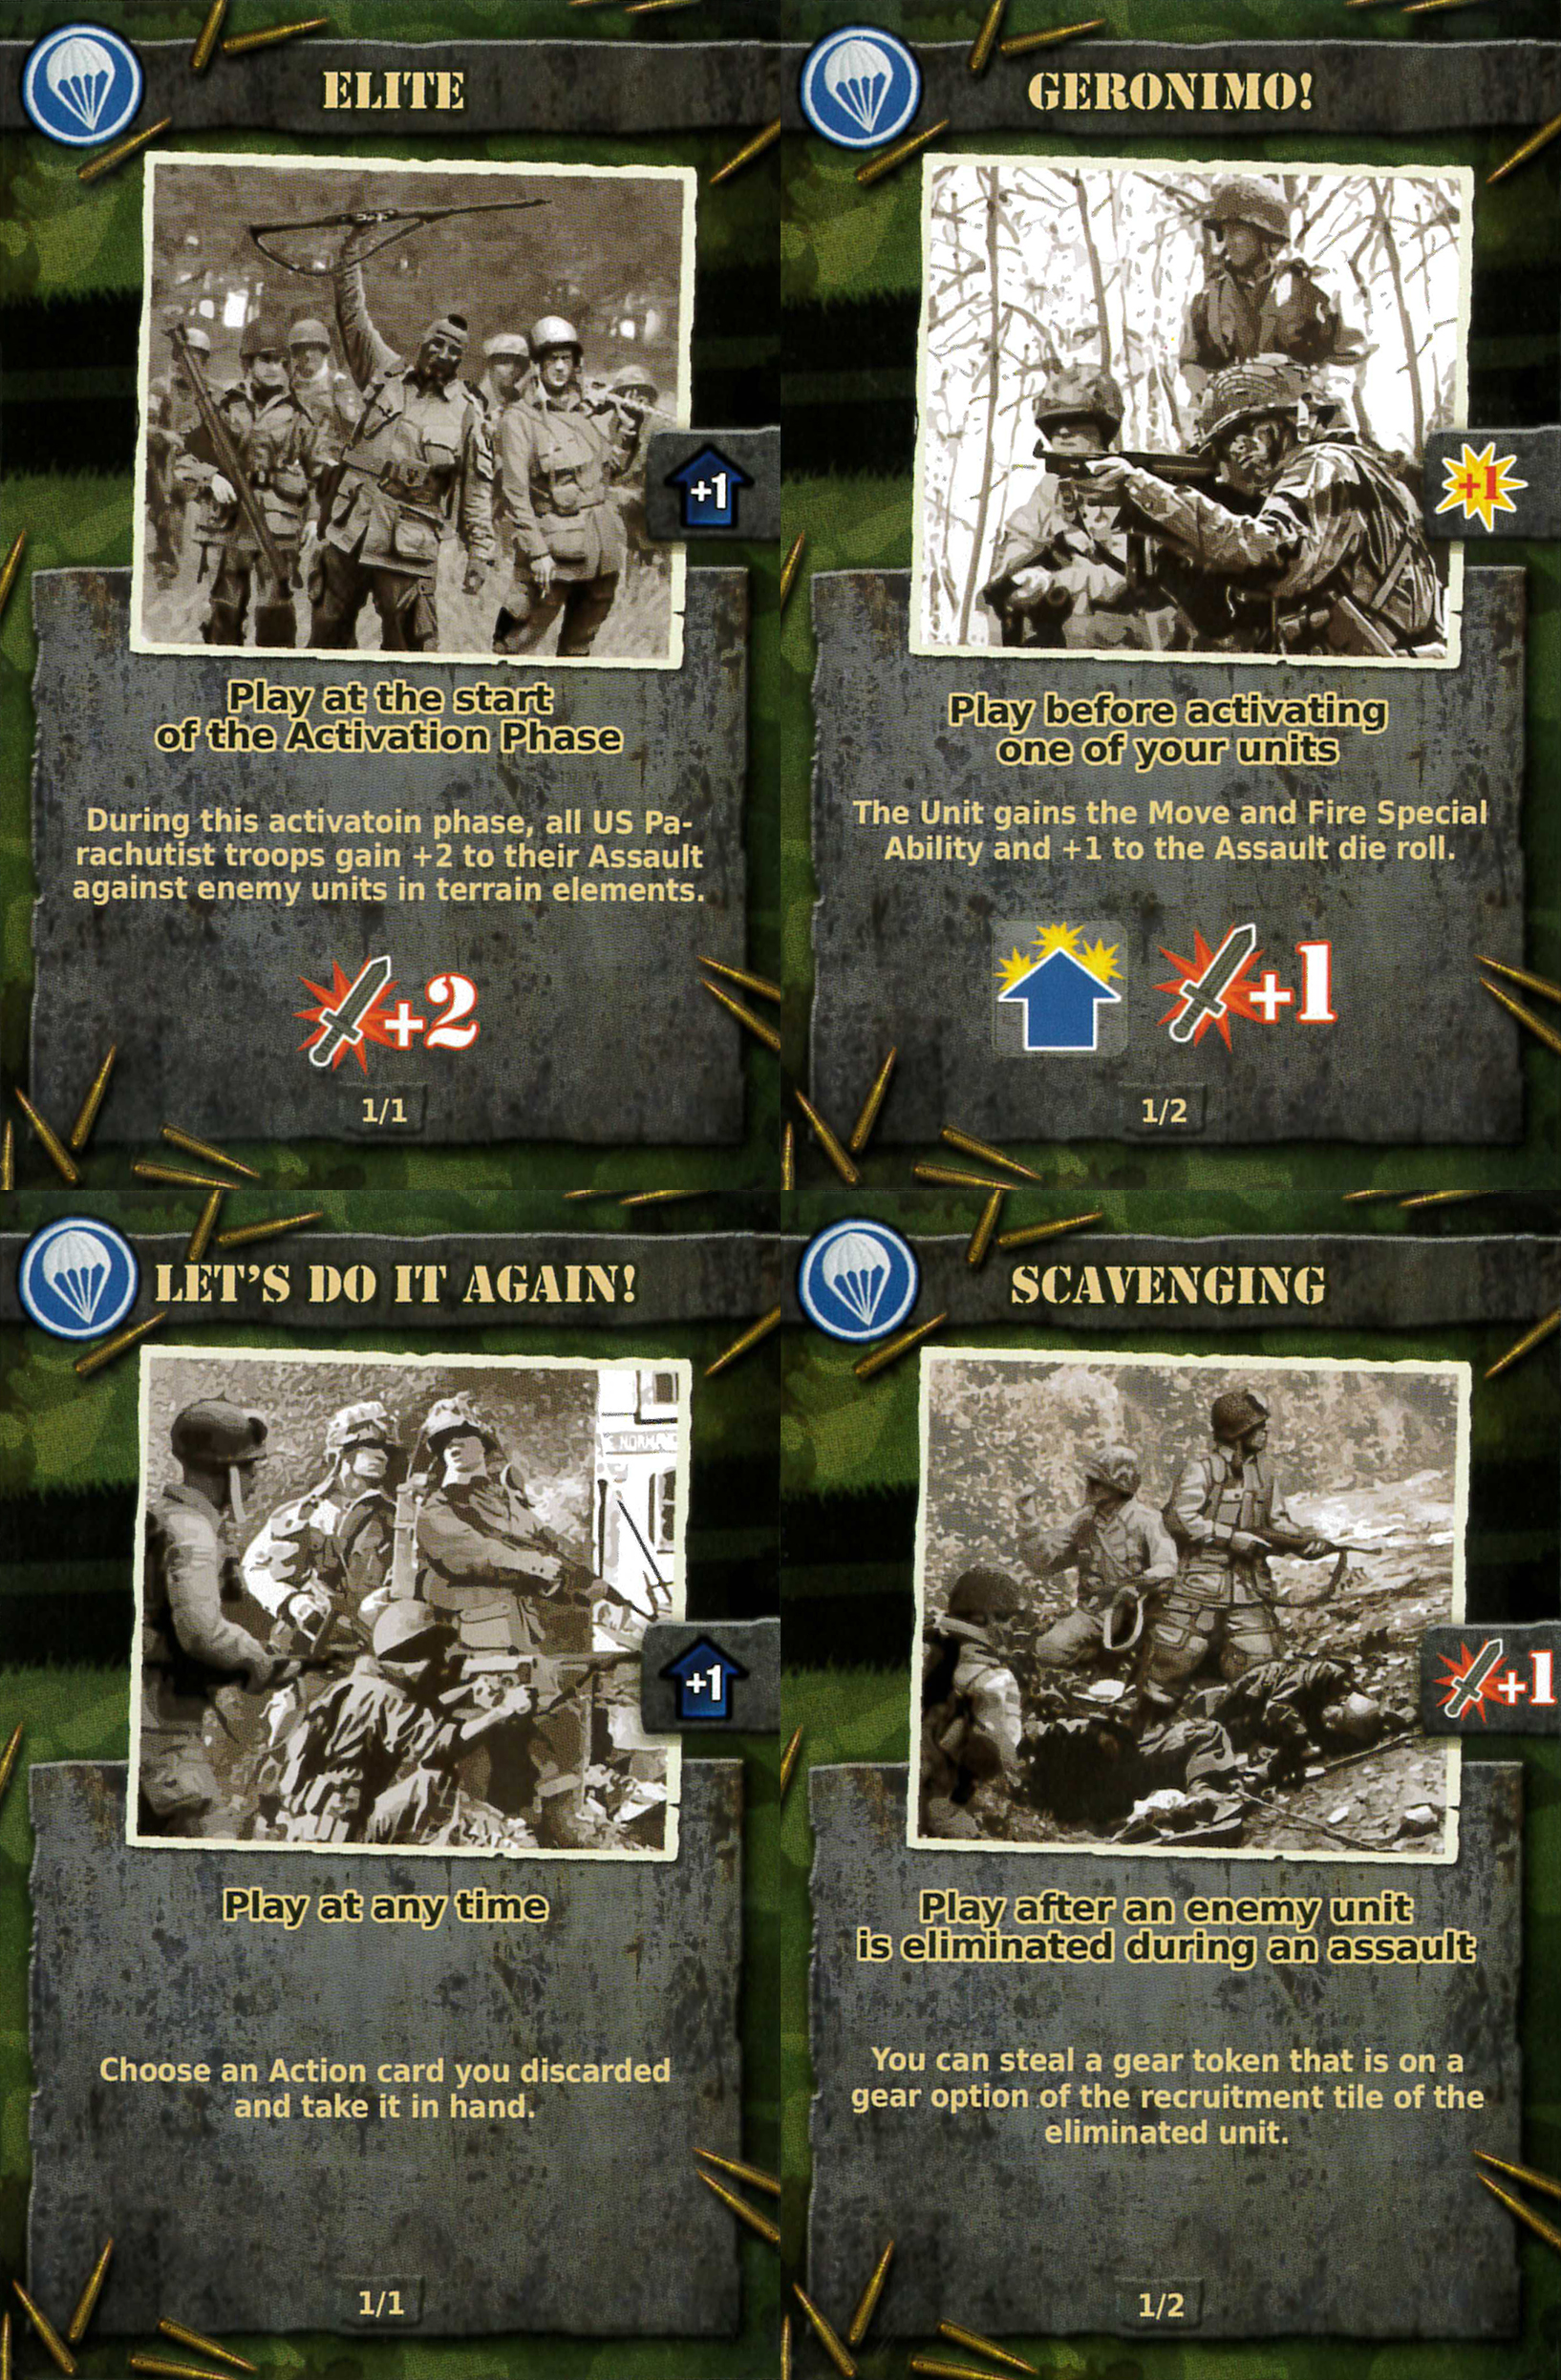 ELITE
+1
Play at the start
of the Activation Phase
During this activatoin phase, all US Pa-
rachutist troops gain +2 to their Assault
against enemy units in terrain elements.
+2
1/1
GERONIMO!
+1
Play before activating
one of your units
The Unit gains the Move and Fire Special
Ability and +1 to the Assault die roll.
+1
1/2
LET'S DO IT AGAIN!
+1
Play at any time
Choose an Action card you discarded
and take it in hand.
1/1
SCAVENGING
+1
Play after an enemy unit
is eliminated during an assault
You can steal a gear token that is on a
gear option of the recruitment tile of the
eliminated unit.
1/2